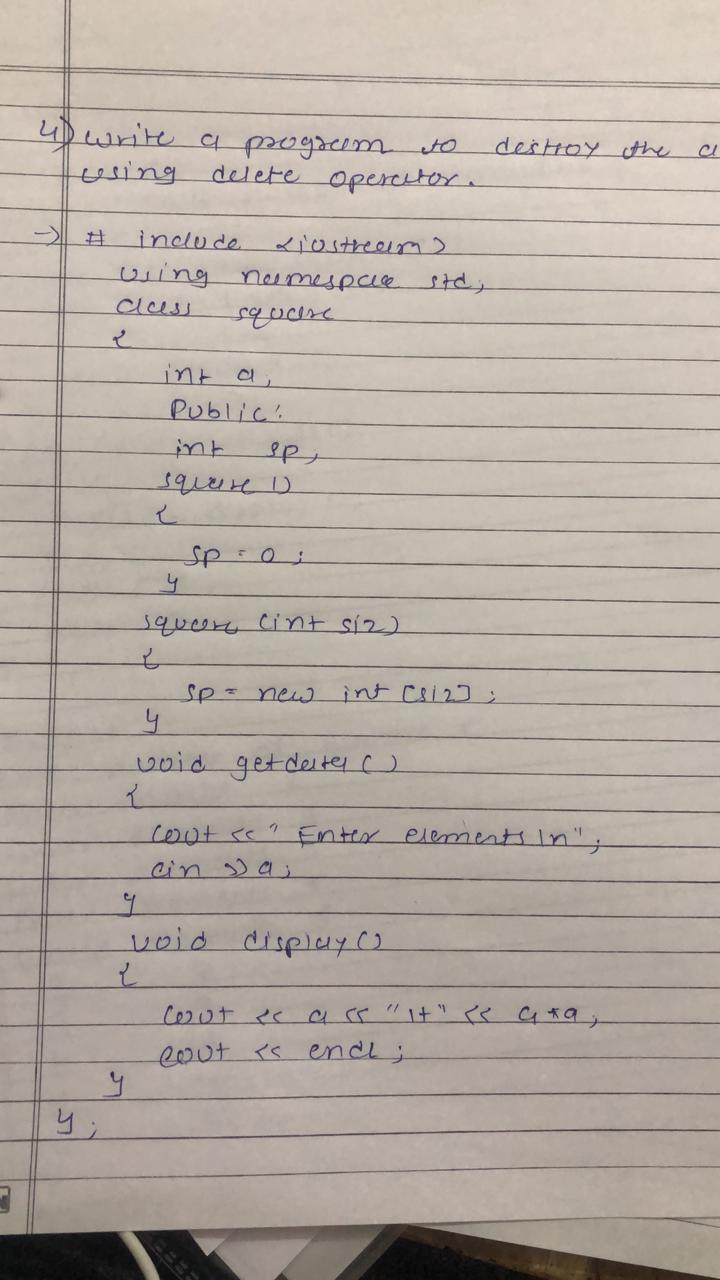 4) Write a program to destroy the a
using delete operator.
→ # include <iostream>
using namespace std;
class square
{
int a;
Public:
int sp;
square ()
{
sp = 0;
}
square (int siz)
{
sp = new int [siz];
}
void getdata ()
{
cout << " Enter elements \n";
cin >> a;
}
void display ()
{
cout << a << "\t" << a*a;
cout << endl;
}
};